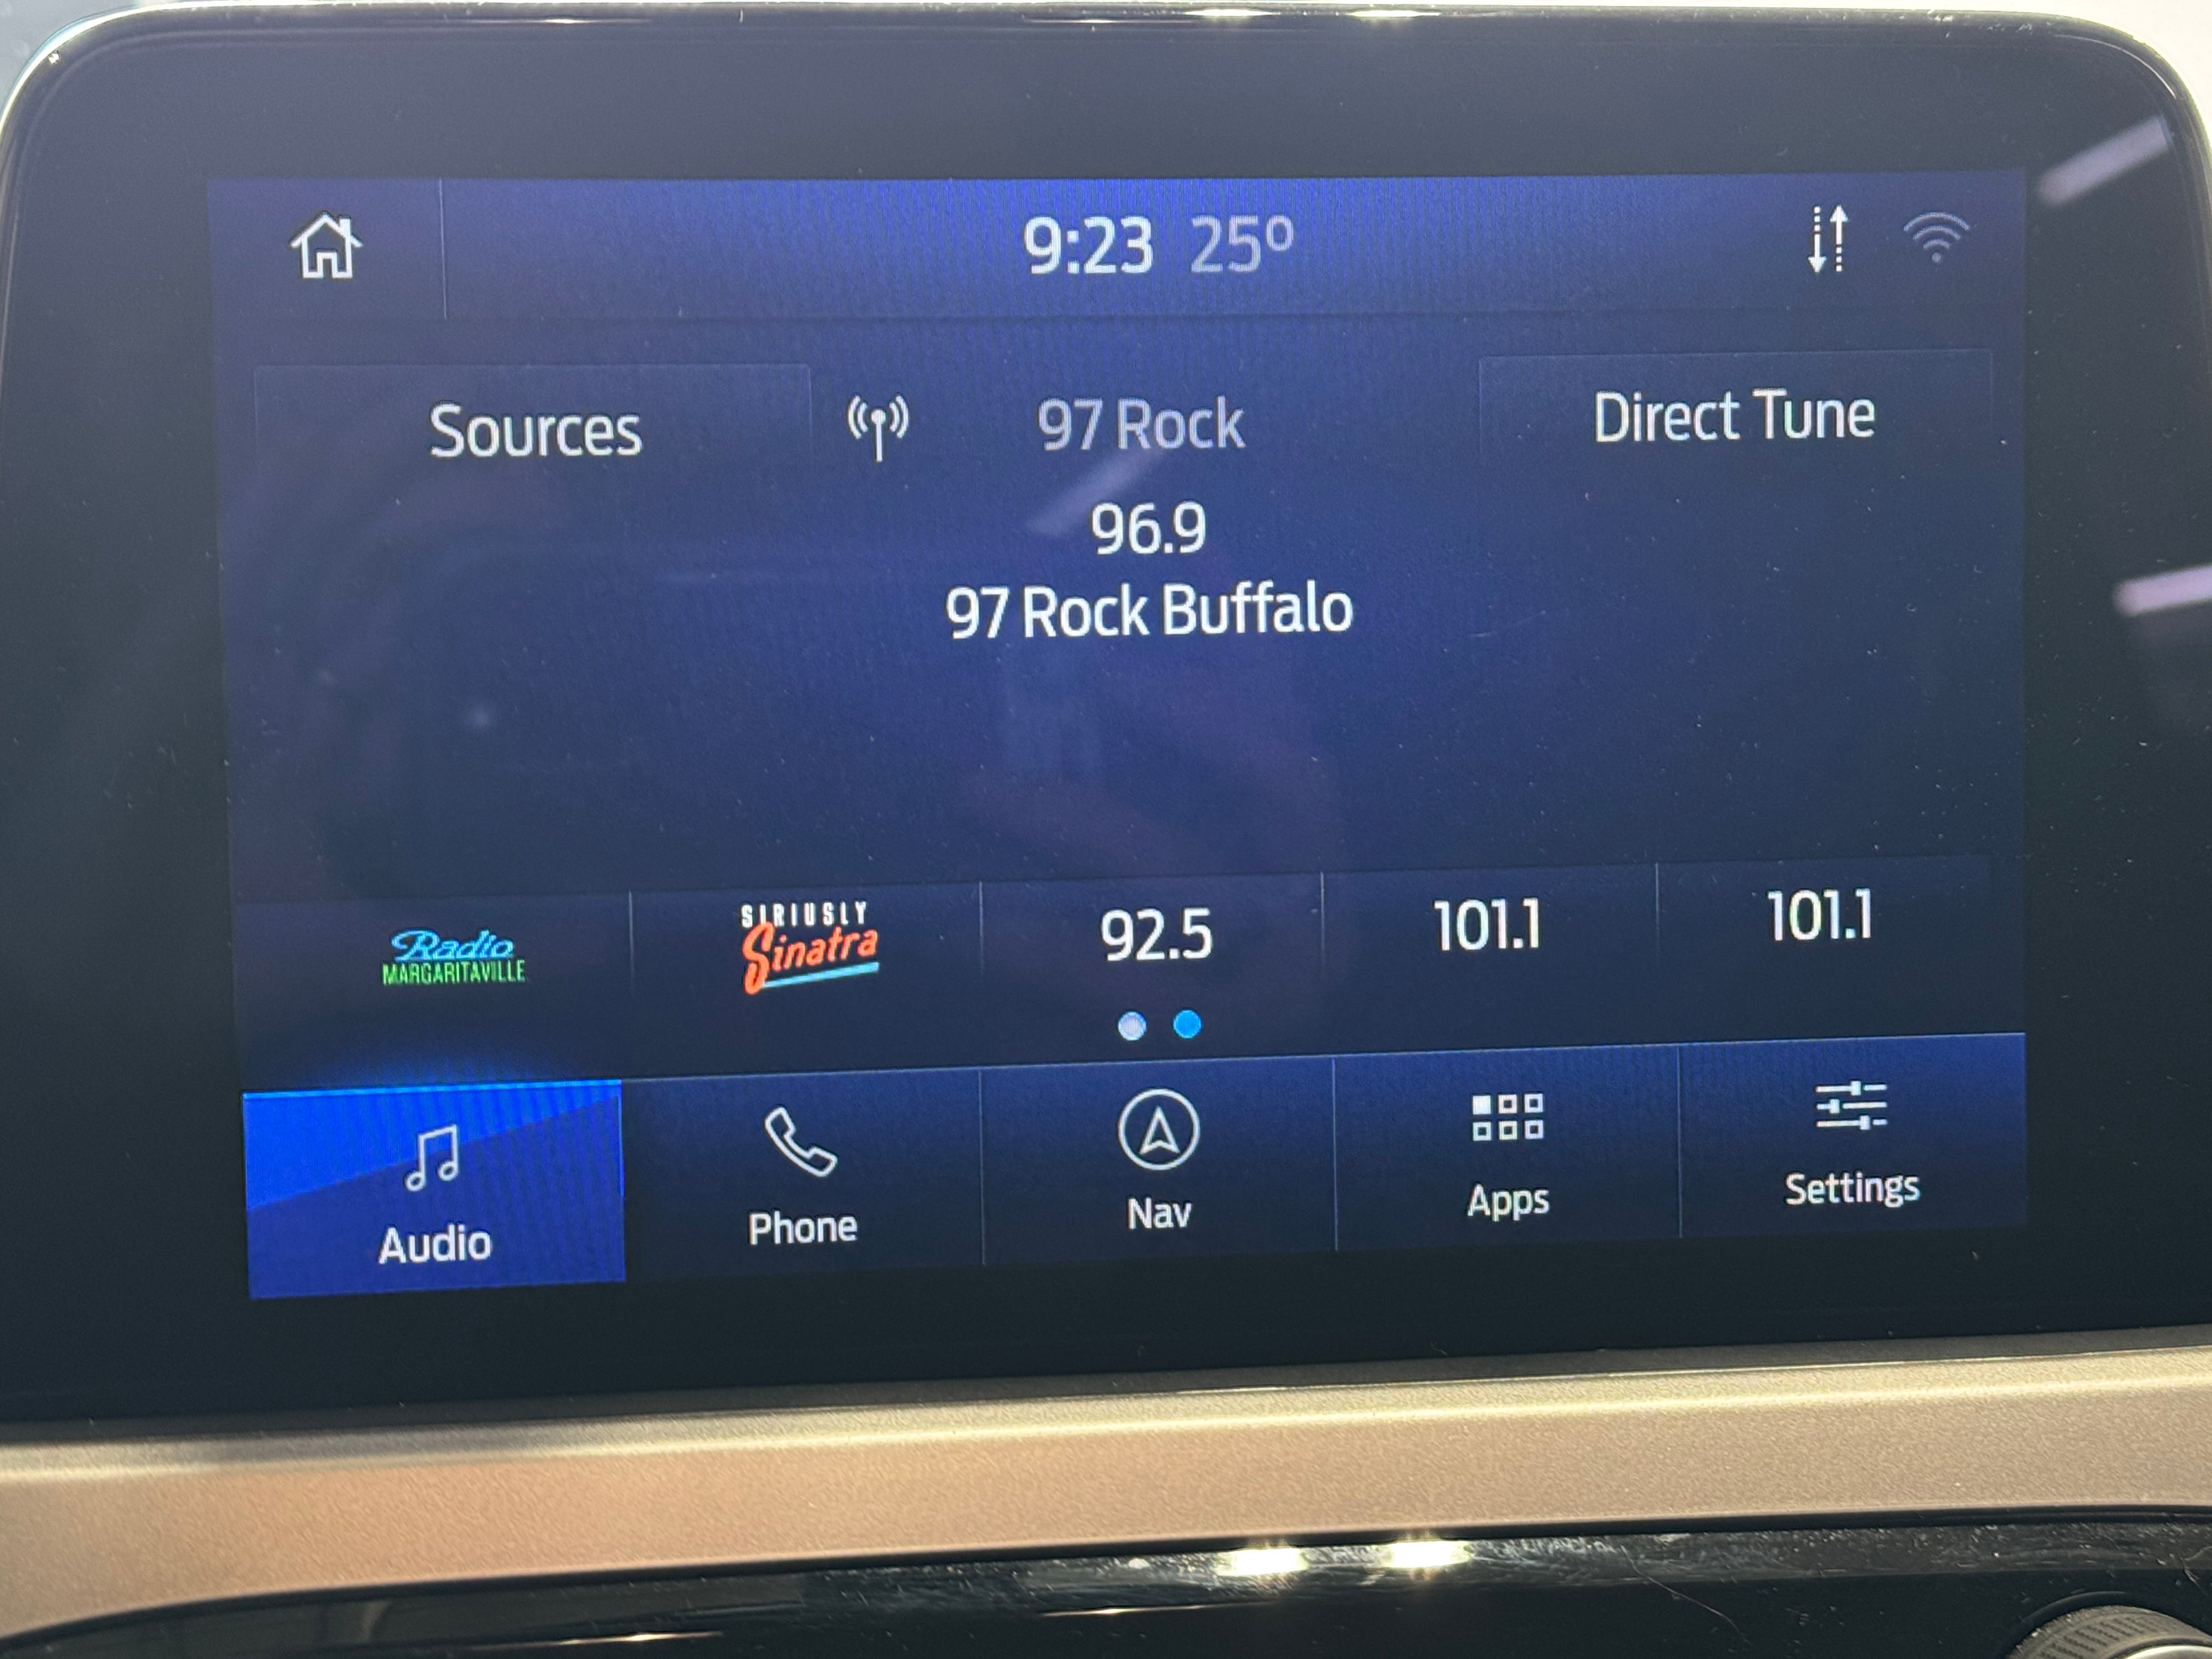 9:23 25°
Sources
97 Rock
Direct Tune
96.9
97 Rock Buffalo
Radio
MARGARITAVILLE
SIRIUSLY
Sinatra
92.5
101.1
101.1
Audio
Phone
Nav
Apps
Settings